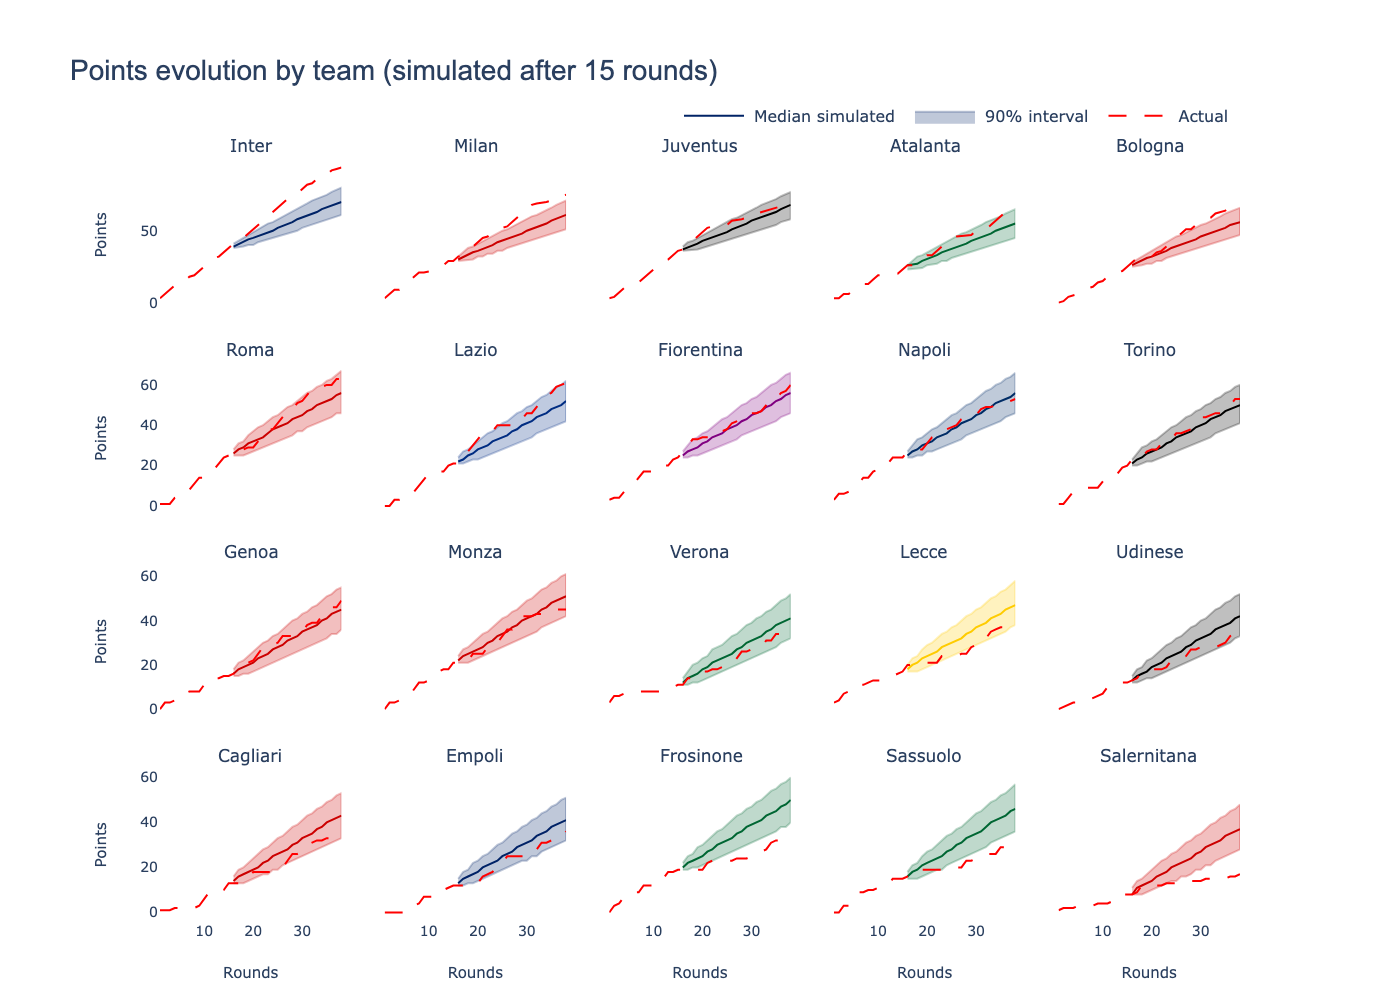 Points evolution by team (simulated after 15 rounds)
Median simulated 90% interval Actual
Inter Milan Juventus Atalanta Bologna
Points
50
0
Roma Lazio Fiorentina Napoli Torino
Points
60
40
20
0
Genoa Monza Verona Lecce Udinese
Points
60
40
20
0
Cagliari Empoli Frosinone Sassuolo Salernitana
Points
60
40
20
0
10 20 30 10 20 30 10 20 30 10 20 30 10 20 30
Rounds Rounds Rounds Rounds Rounds